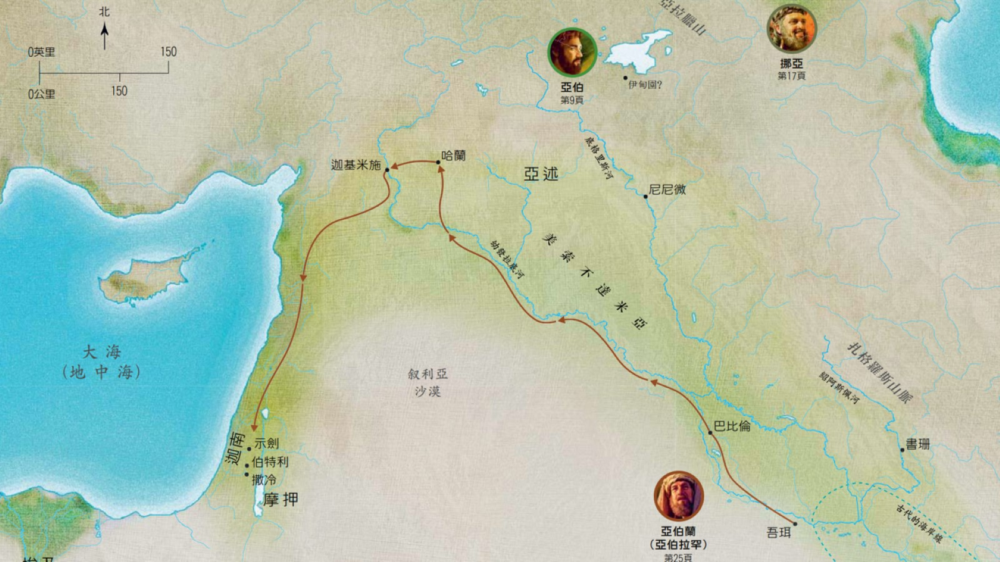 北
0英里
150
0公里
150
亞拉臘山
亞伯
第9頁
伊甸園?
挪亞
第17頁
底格里斯河
迦基米施
哈蘭
亞述
尼尼微
幼發拉底河
美索不達米亞
大海
(地中海)
敘利亞
沙漠
扎格羅斯山脈
紹阿斯佩河
巴比倫
書珊
迦南
示劍
伯特利
撒冷
摩押
亞伯蘭
(亞伯拉罕)
第25頁
吾珥
古代的海岸線